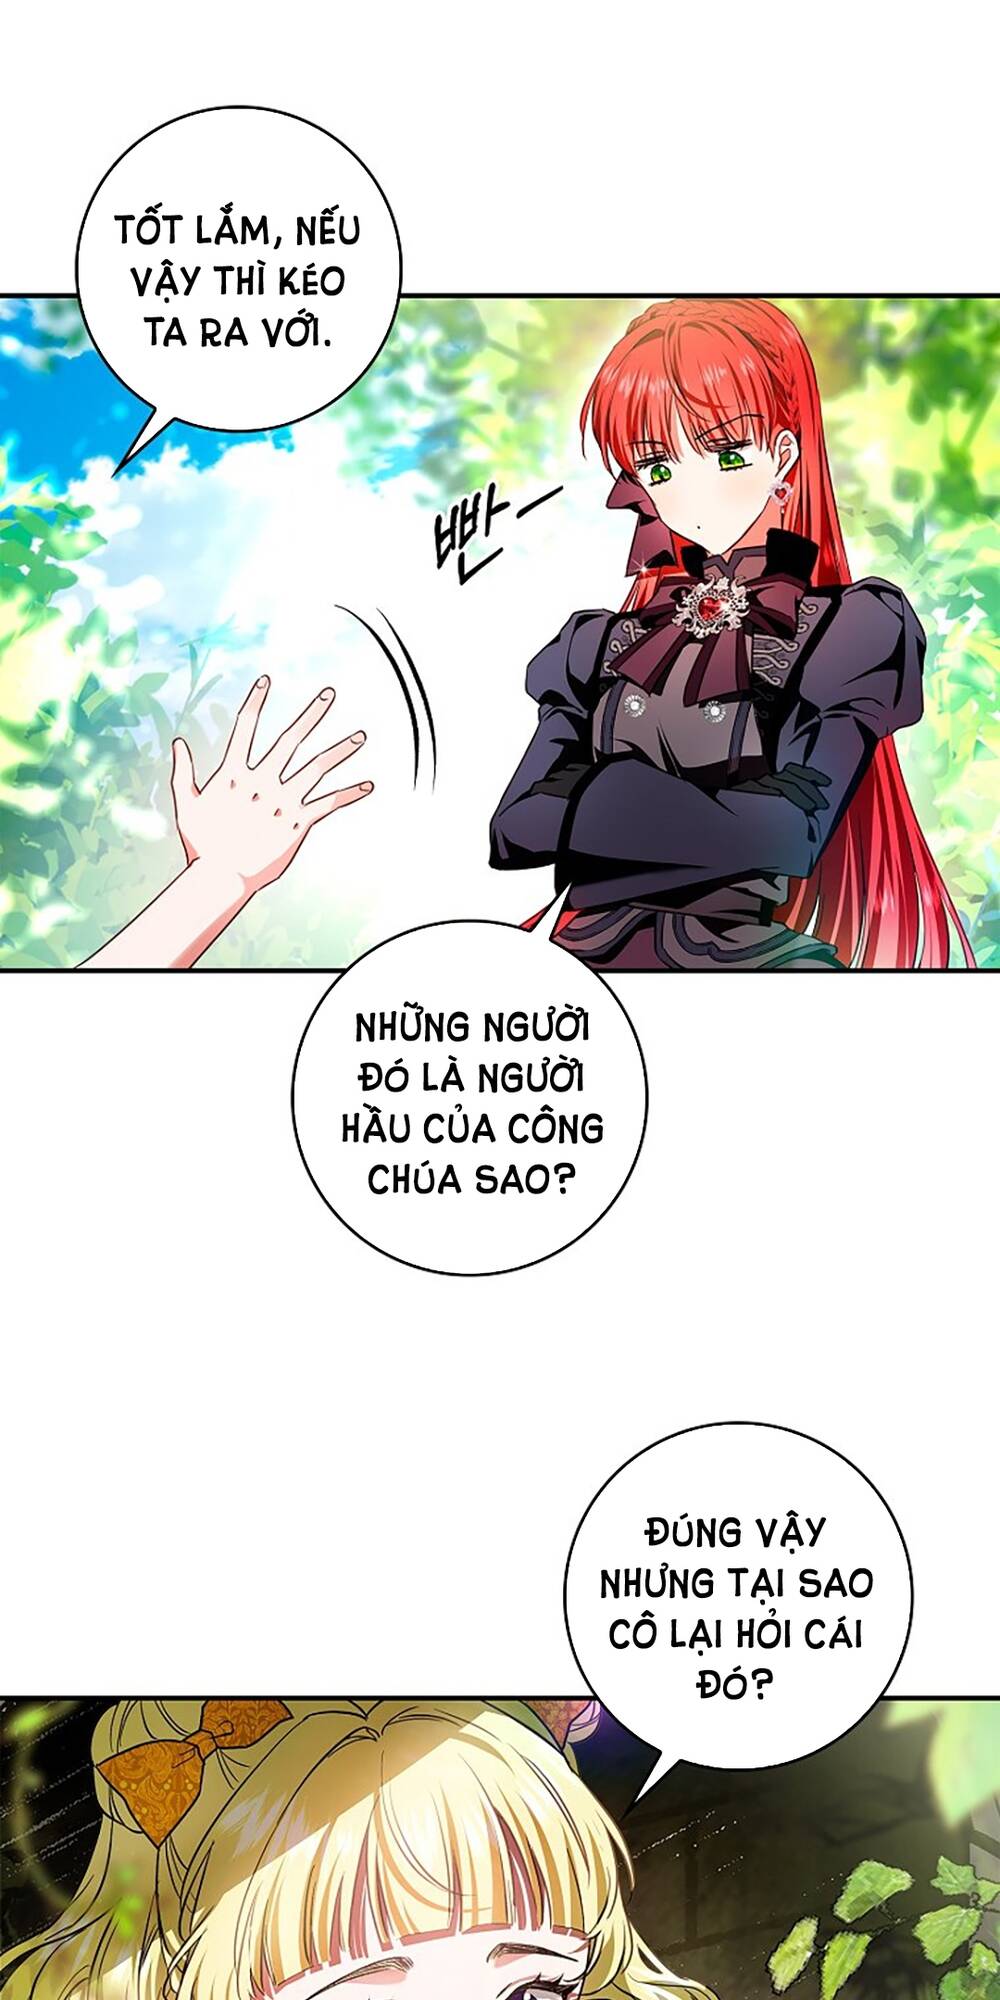 TỐT LẮM, NẾU
VẬY THÌ KÉO
TA RA VỚI.
빤—
NHỮNG NGƯỜI
ĐÓ LÀ NGƯỜI
HẦU CỦA CÔNG
CHÚA SAO?
ĐÚNG VẬY
NHƯNG TẠI SAO
CÔ LẠI HỎI CÁI
ĐÓ?